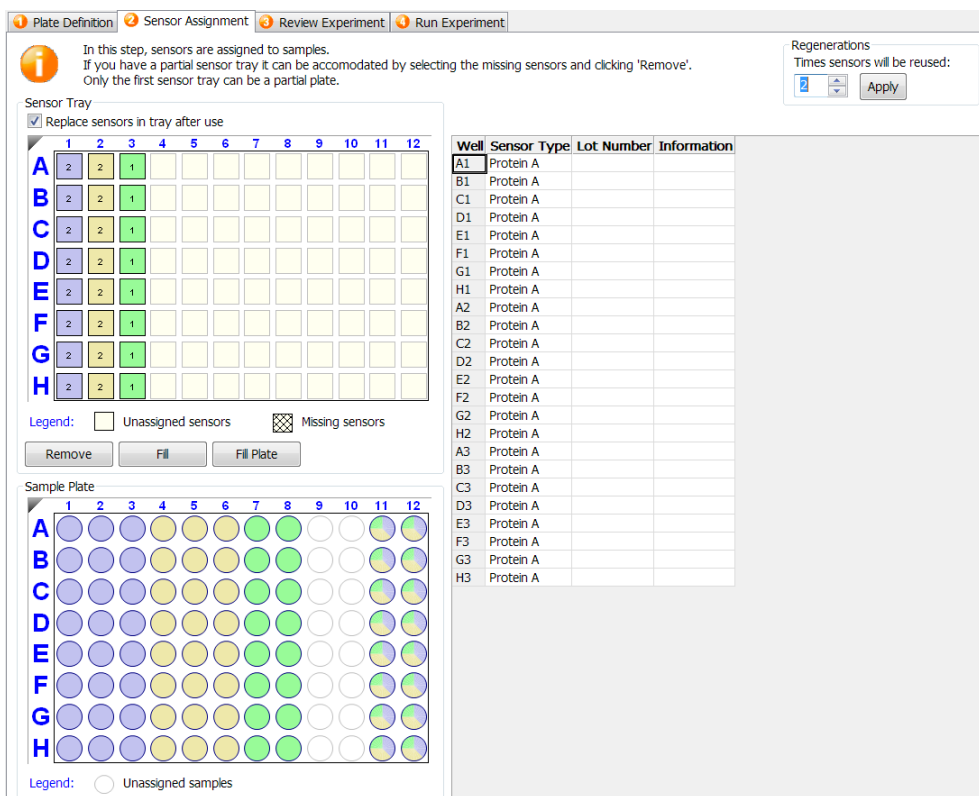 1 Plate Definition 2 Sensor Assignment 3 Review Experiment 4 Run Experiment
In this step, sensors are assigned to samples.
If you have a partial sensor tray it can be accomodated by selecting the missing sensors and clicking 'Remove'.
Only the first sensor tray can be a partial plate.
Regenerations
Times sensors will be reused:
2 Apply
Sensor Tray
Replace sensors in tray after use
1 2 3 4 5 6 7 8 9 10 11 12
A 2 2 1
B 2 2 1
C 2 2 1
D 2 2 1
E 2 2 1
F 2 2 1
G 2 2 1
H 2 2 1
Legend: Unassigned sensors Missing sensors
Remove Fill Fill Plate
Sample Plate
1 2 3 4 5 6 7 8 9 10 11 12
A
B
C
D
E
F
G
H
Legend: Unassigned samples
Well Sensor Type Lot Number Information
A1 Protein A
B1 Protein A
C1 Protein A
D1 Protein A
E1 Protein A
F1 Protein A
G1 Protein A
H1 Protein A
A2 Protein A
B2 Protein A
C2 Protein A
D2 Protein A
E2 Protein A
F2 Protein A
G2 Protein A
H2 Protein A
A3 Protein A
B3 Protein A
C3 Protein A
D3 Protein A
E3 Protein A
F3 Protein A
G3 Protein A
H3 Protein A